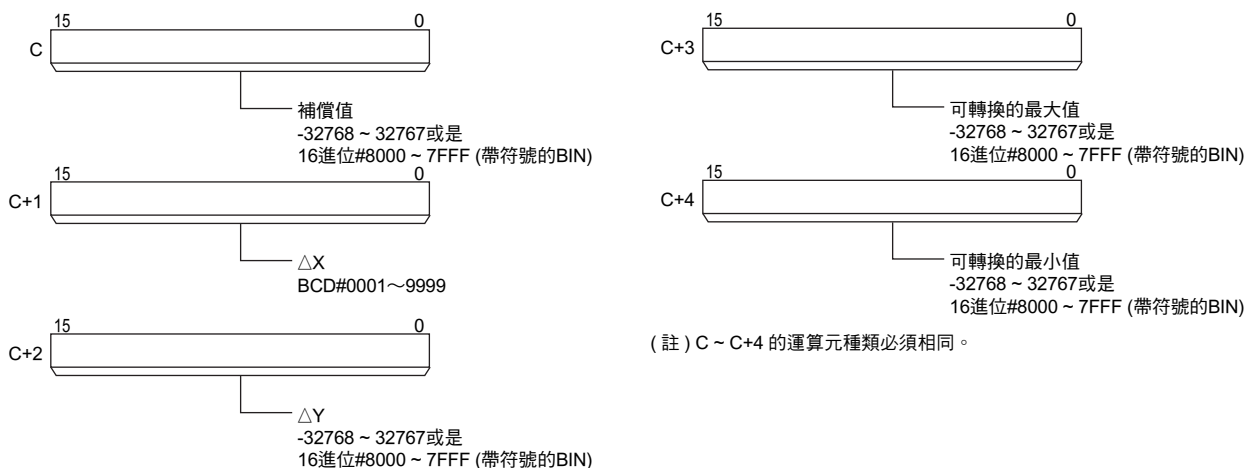 15 0
C
補償值
-32768 ~ 32767或是
16進位#8000 ~ 7FFF (帶符號的BIN)
15 0
C+1
△X
BCD#0001～9999
15 0
C+2
△Y
-32768 ~ 32767或是
16進位#8000 ~ 7FFF (帶符號的BIN)
15 0
C+3
可轉換的最大值
-32768 ~ 32767或是
16進位#8000 ~ 7FFF (帶符號的BIN)
15 0
C+4
可轉換的最小值
-32768 ~ 32767或是
16進位#8000 ~ 7FFF (帶符號的BIN)
( 註 ) C ~ C+4 的運算元種類必須相同。